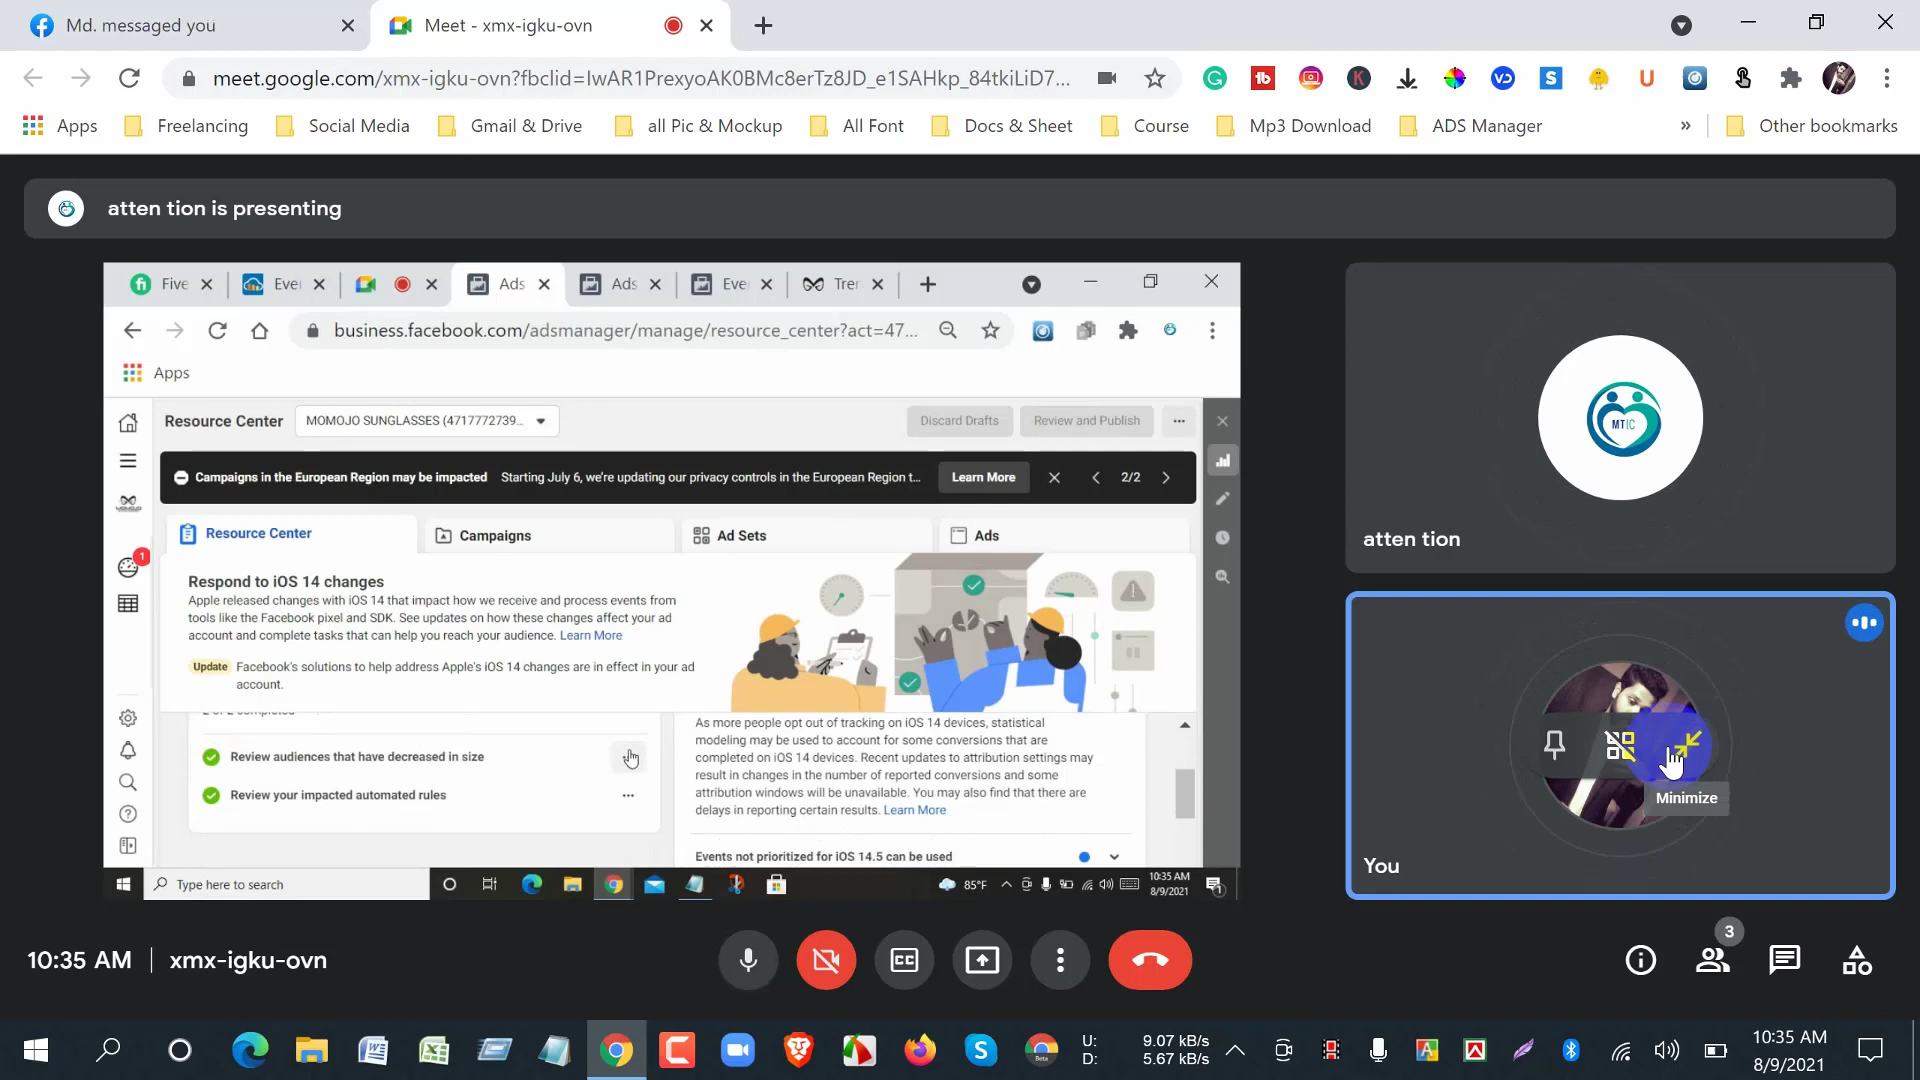 Md. messaged you
Meet - xmx-igku-ovn
meet.google.com/xmx-igku-ovn?fbclid=IwAR1PrexyoAK0BMc8erTz8JD_e1SAHkp_84tkiLiD7...
Apps
Freelancing
Social Media
Gmail & Drive
all Pic & Mockup
All Font
Docs & Sheet
Course
Mp3 Download
ADS Manager
»
Other bookmarks
atten tion is presenting
Five
Eve
Ads
Ads
Eve
Tren
business.facebook.com/adsmanager/manage/resource_center?act=47...
Apps
Resource Center
MOMOJO SUNGLASSES (4717772739...
Discard Drafts
Review and Publish
Campaigns in the European Region may be impacted
Starting July 6, we're updating our privacy controls in the European Region t...
Learn More
2/2
Resource Center
Campaigns
Ad Sets
Ads
1
Respond to iOS 14 changes
Apple released changes with iOS 14 that impact how we receive and process events from
tools like the Facebook pixel and SDK. See updates on how these changes affect your ad
account and complete tasks that can help you reach your audience. Learn More
Update Facebook's solutions to help address Apple's iOS 14 changes are in effect in your ad
account.
2 of 2 completed
Review audiences that have decreased in size
Review your impacted automated rules
As more people opt out of tracking on iOS 14 devices, statistical
modeling may be used to account for some conversions that are
completed on iOS 14 devices. Recent updates to attribution settings may
result in changes in the number of reported conversions and some
attribution windows will be unavailable. You may also find that there are
delays in reporting certain results. Learn More
Events not prioritized for iOS 14.5 can be used
Type here to search
85°F
10:35 AM
8/9/2021
MTIC
atten tion
Minimize
You
10:35 AM
xmx-igku-ovn
CC
3
U: 9.07 kB/s
D: 5.67 kB/s
10:35 AM
8/9/2021